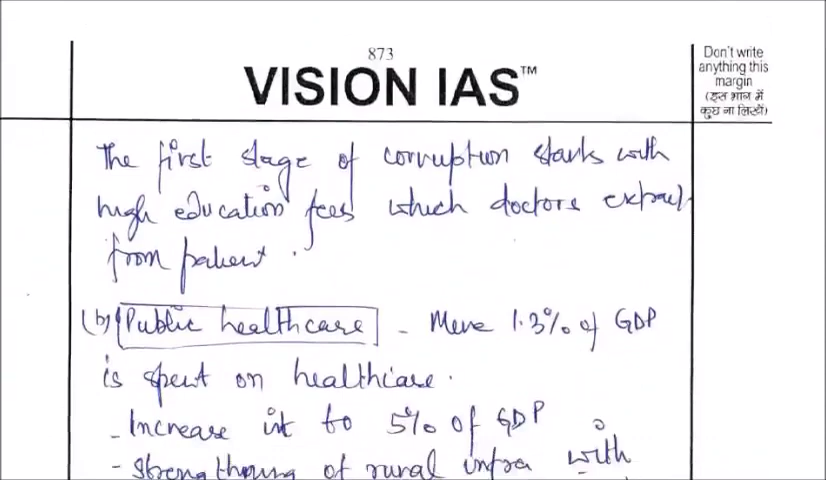 873
VISION IAS™
Don't write
anything this
margin
(इस भाग में
कुछ ना लिखें)
The first stage of corruption starts with
high education fees which doctors extract
from patient.
(b) Public healthcare - Mere 1.3% of GDP
is spent on healthcare.
- Increase it to 5% of GDP
- Strengthening of rural infra with